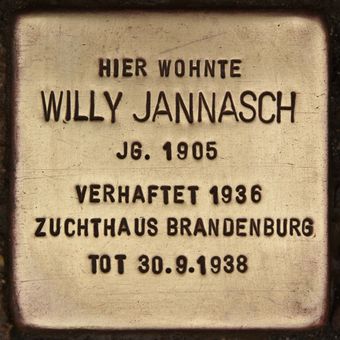 HIER WOHNTE
WILLY JANNASCH
JG. 1905
VERHAFTET 1936
ZUCHTHAUS BRANDENBURG
TOT 30.9.1938